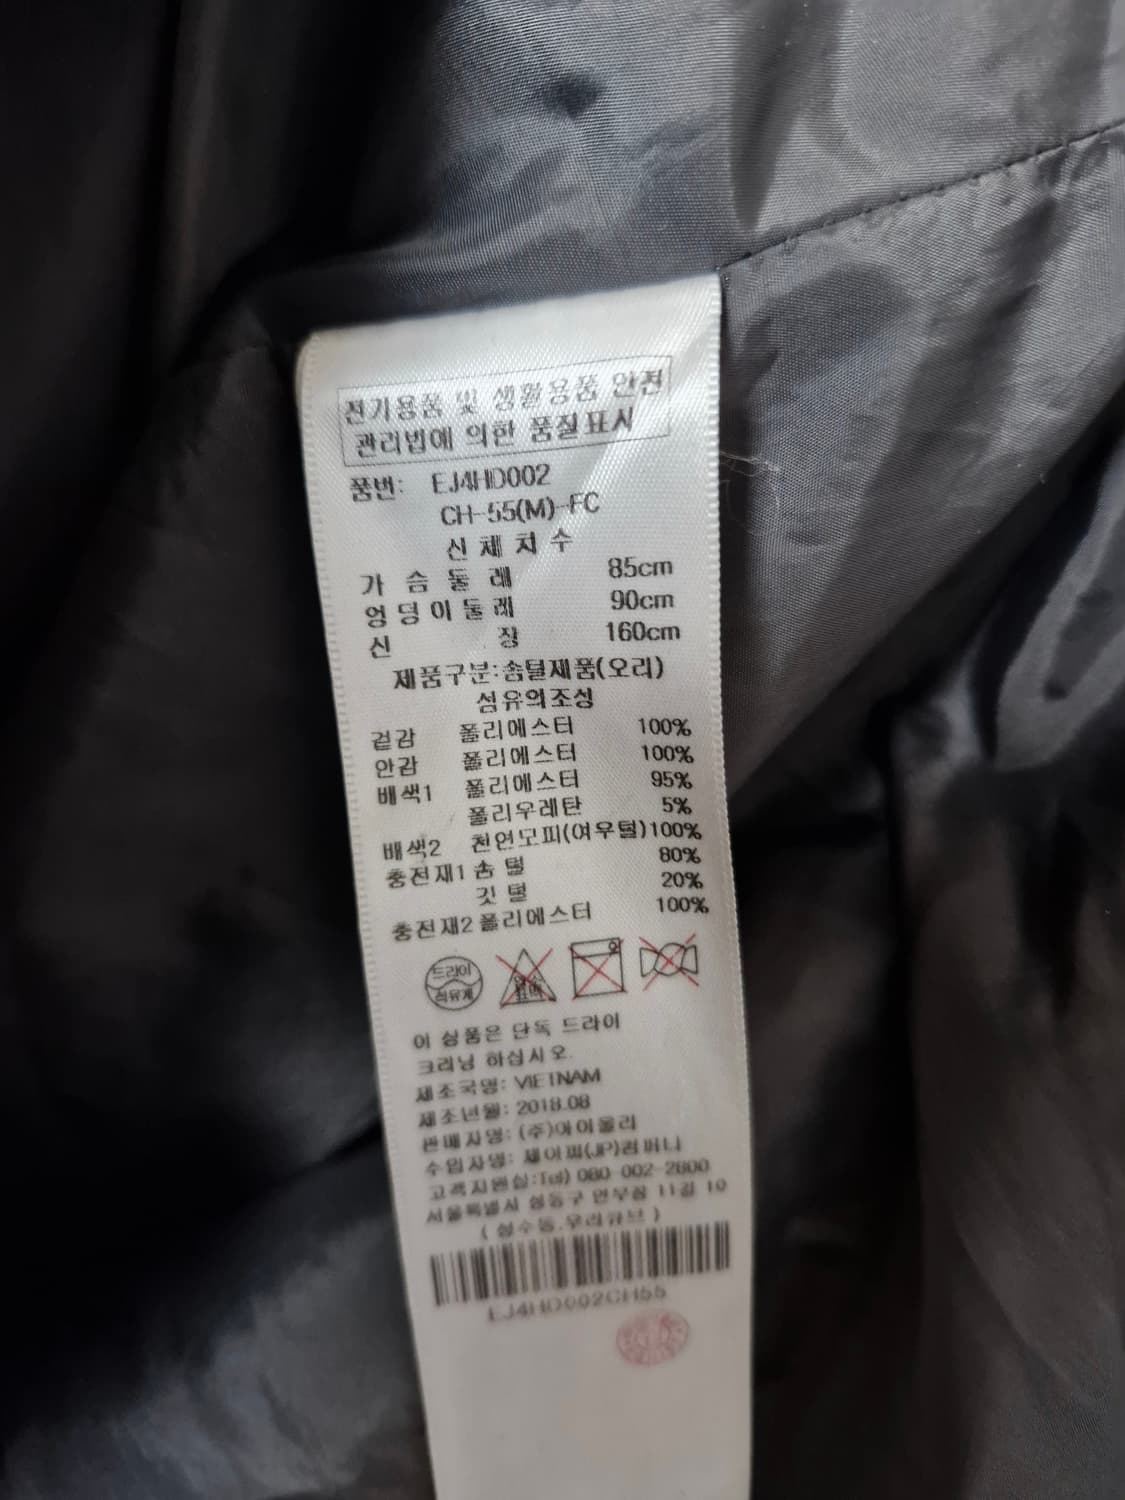 전기용품 및 생활용품 안전
관리법에 의한 품질표시
품번: EJ4HD002
CH-55(M)-FC
신체치수
가슴둘레 85cm
엉덩이둘레 90cm
신장 160cm
제품구분:솜털제품(오리)
섬유의조성
겉감 폴리에스터 100%
안감 폴리에스터 100%
배색1 폴리에스터 95%
폴리우레탄 5%
배색2 천연모피(여우털)100%
충전재1 솜털 80%
깃털 20%
충전재2 폴리에스터 100%
드라이
석유계
이 상품은 단독 드라이
크리닝 하십시오.
제조국명: VIETNAM
제조년월: 2018.08
판매자명: (주)아이올리
수입자명: 제이피(JP)컴퍼니
고객지원실:Tel) 080-002-2800
서울특별시 성동구 연무장 11길 10
(성수동,우리큐브)
EJ4HD002CH55